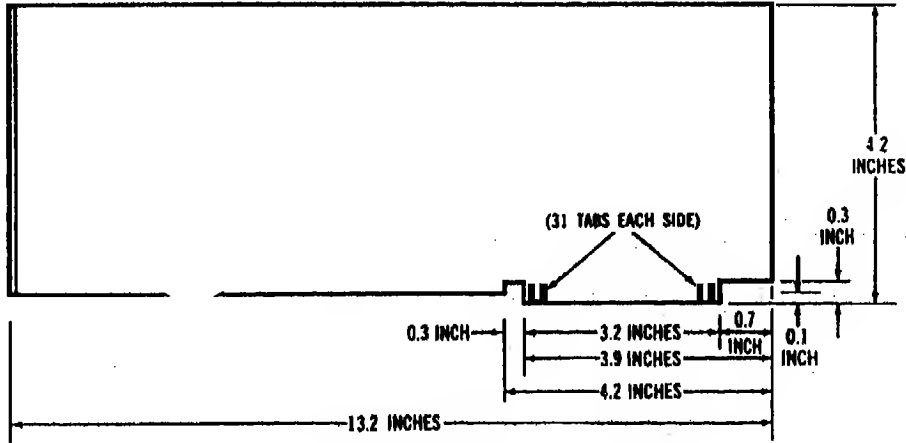 4.2
INCHES
(31 TABS EACH SIDE)
0.3
INCH
0.3 INCH
3.2 INCHES
0.7
INCH
0.1
INCH
3.9 INCHES
4.2 INCHES
13.2 INCHES